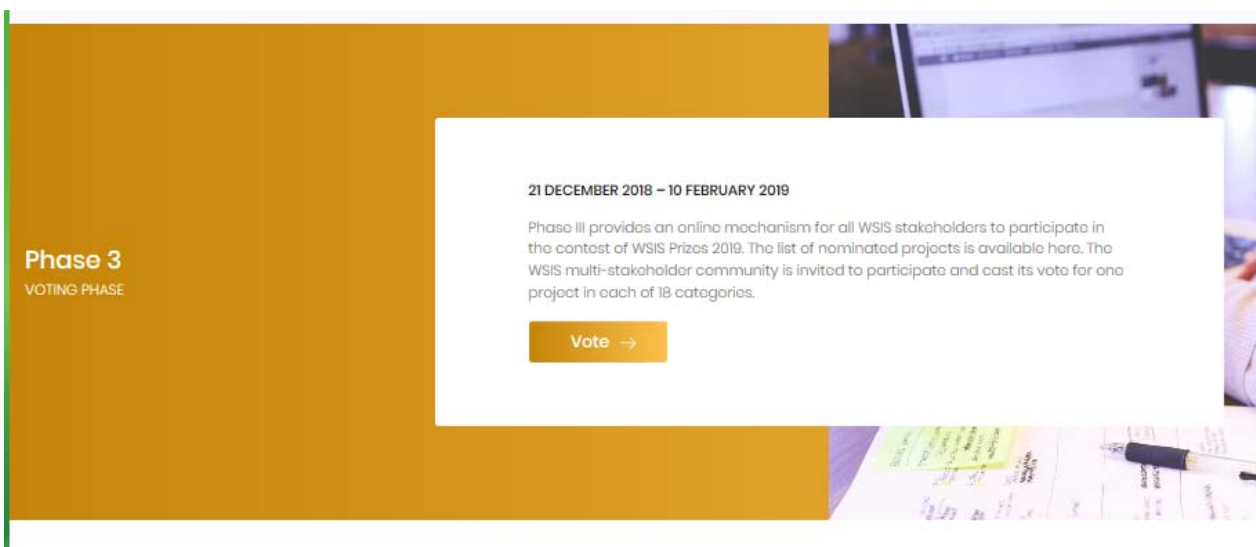 Phase 3
VOTING PHASE
21 DECEMBER 2018 – 10 FEBRUARY 2019
Phase III provides an online mechanism for all WSIS stakeholders to participate in
the contest of WSIS Prizes 2019. The list of nominated projects is available here. The
WSIS multi-stakeholder community is invited to participate and cast its vote for one
project in each of 18 categories.
Vote →